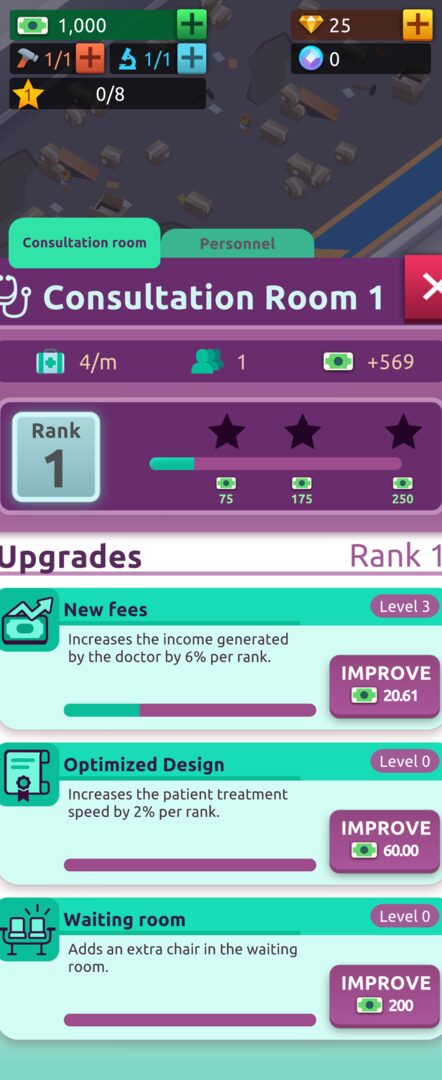 1,000
25
1/1
1/1
0
1
0/8
Consultation room
Personnel
Consultation Room 1
4/m
1
+569
Rank
1
75
175
250
Upgrades
Rank 1
New fees
Level 3
Increases the income generated
by the doctor by 6% per rank.
IMPROVE
20.61
Optimized Design
Level 0
Increases the patient treatment
speed by 2% per rank.
IMPROVE
60.00
Waiting room
Level 0
Adds an extra chair in the waiting
room.
IMPROVE
200